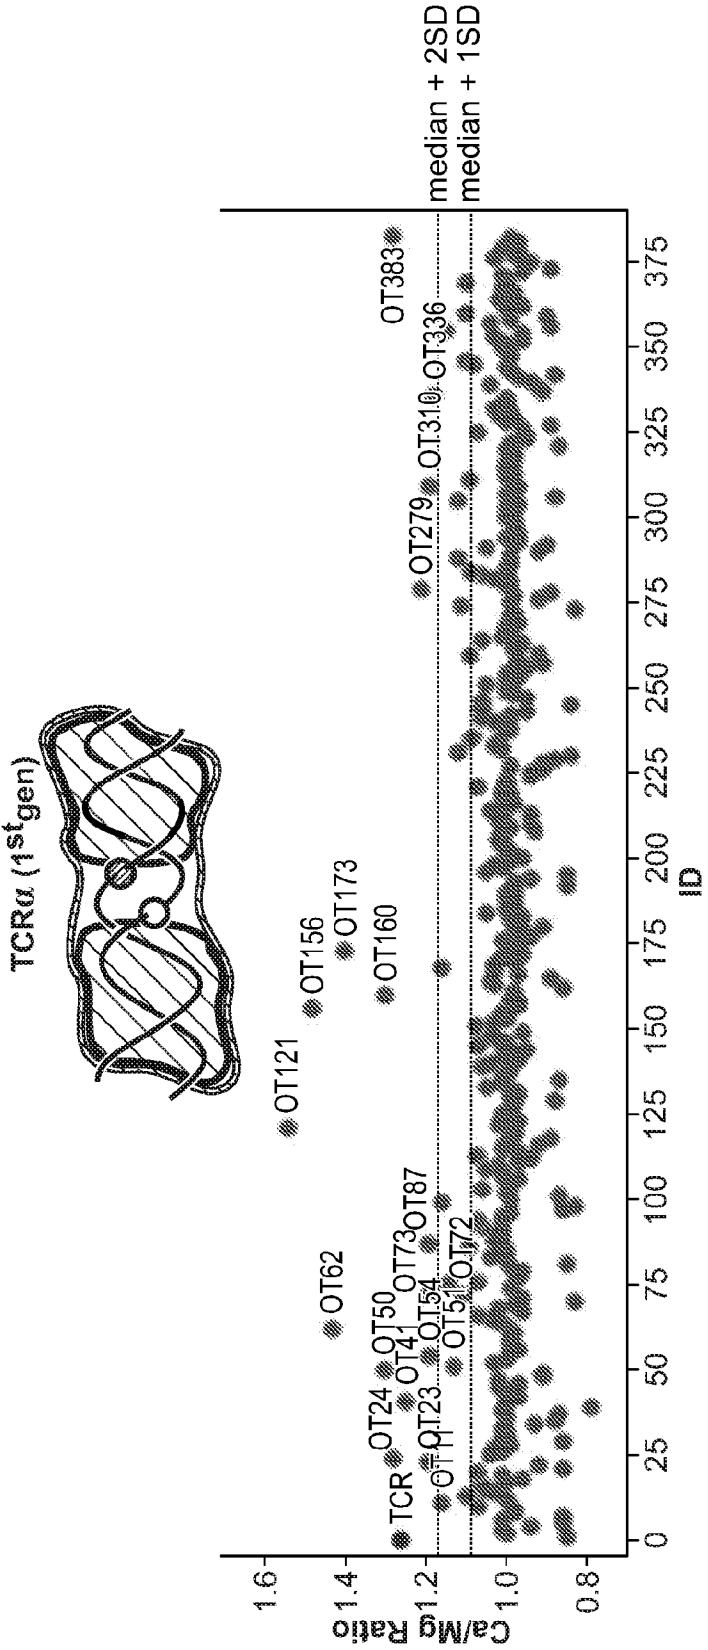 TCRα (1st gen)
median + 2SD
median + 1SD
OT121
OT156
OT62
OT173
OT160
OT50
OT24
OT383
TCR
OT41
OT73
OT279
OT87
OT310
OT336
OT23
OT54
OT11
OT51
OT72
Ca/Mg Ratio
1.6
1.4
1.2
1.0
0.8
0 25 50 75 100 125 150 175 200 225 250 275 300 325 350 375
ID